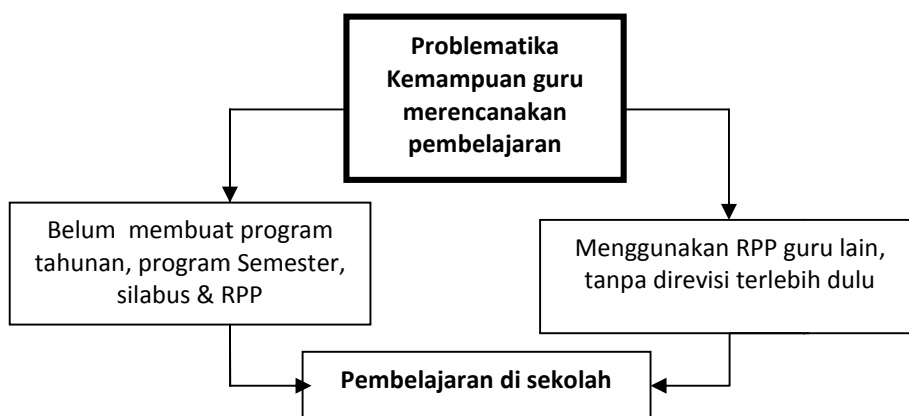 Problematika
Kemampuan guru
merencanakan
pembelajaran
Belum membuat program
tahunan, program Semester,
silabus & RPP
Menggunakan RPP guru lain,
tanpa direvisi terlebih dulu
Pembelajaran di sekolah